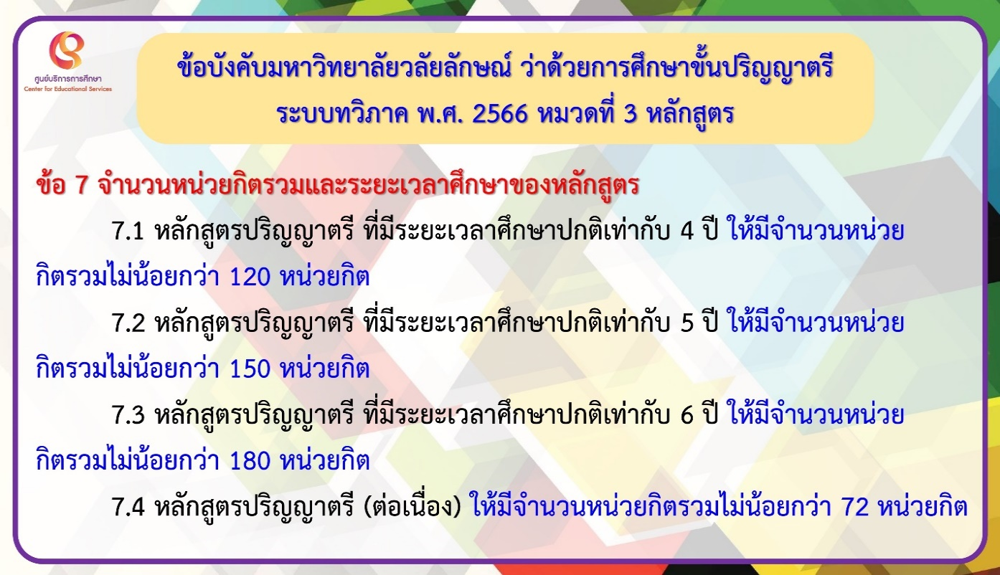 ศูนย์บริการการศึกษา
Center for Educational Services
ข้อบังคับมหาวิทยาลัยวลัยลักษณ์ ว่าด้วยการศึกษาขั้นปริญญาตรี
ระบบทวิภาค พ.ศ. 2566 หมวดที่ 3 หลักสูตร
ข้อ 7 จำนวนหน่วยกิตรวมและระยะเวลาศึกษาของหลักสูตร
7.1 หลักสูตรปริญญาตรี ที่มีระยะเวลาศึกษาปกติเท่ากับ 4 ปี ให้มีจำนวนหน่วย
กิตรวมไม่น้อยกว่า 120 หน่วยกิต
7.2 หลักสูตรปริญญาตรี ที่มีระยะเวลาศึกษาปกติเท่ากับ 5 ปี ให้มีจำนวนหน่วย
กิตรวมไม่น้อยกว่า 150 หน่วยกิต
7.3 หลักสูตรปริญญาตรี ที่มีระยะเวลาศึกษาปกติเท่ากับ 6 ปี ให้มีจำนวนหน่วย
กิตรวมไม่น้อยกว่า 180 หน่วยกิต
7.4 หลักสูตรปริญญาตรี (ต่อเนื่อง) ให้มีจำนวนหน่วยกิตรวมไม่น้อยกว่า 72 หน่วยกิต